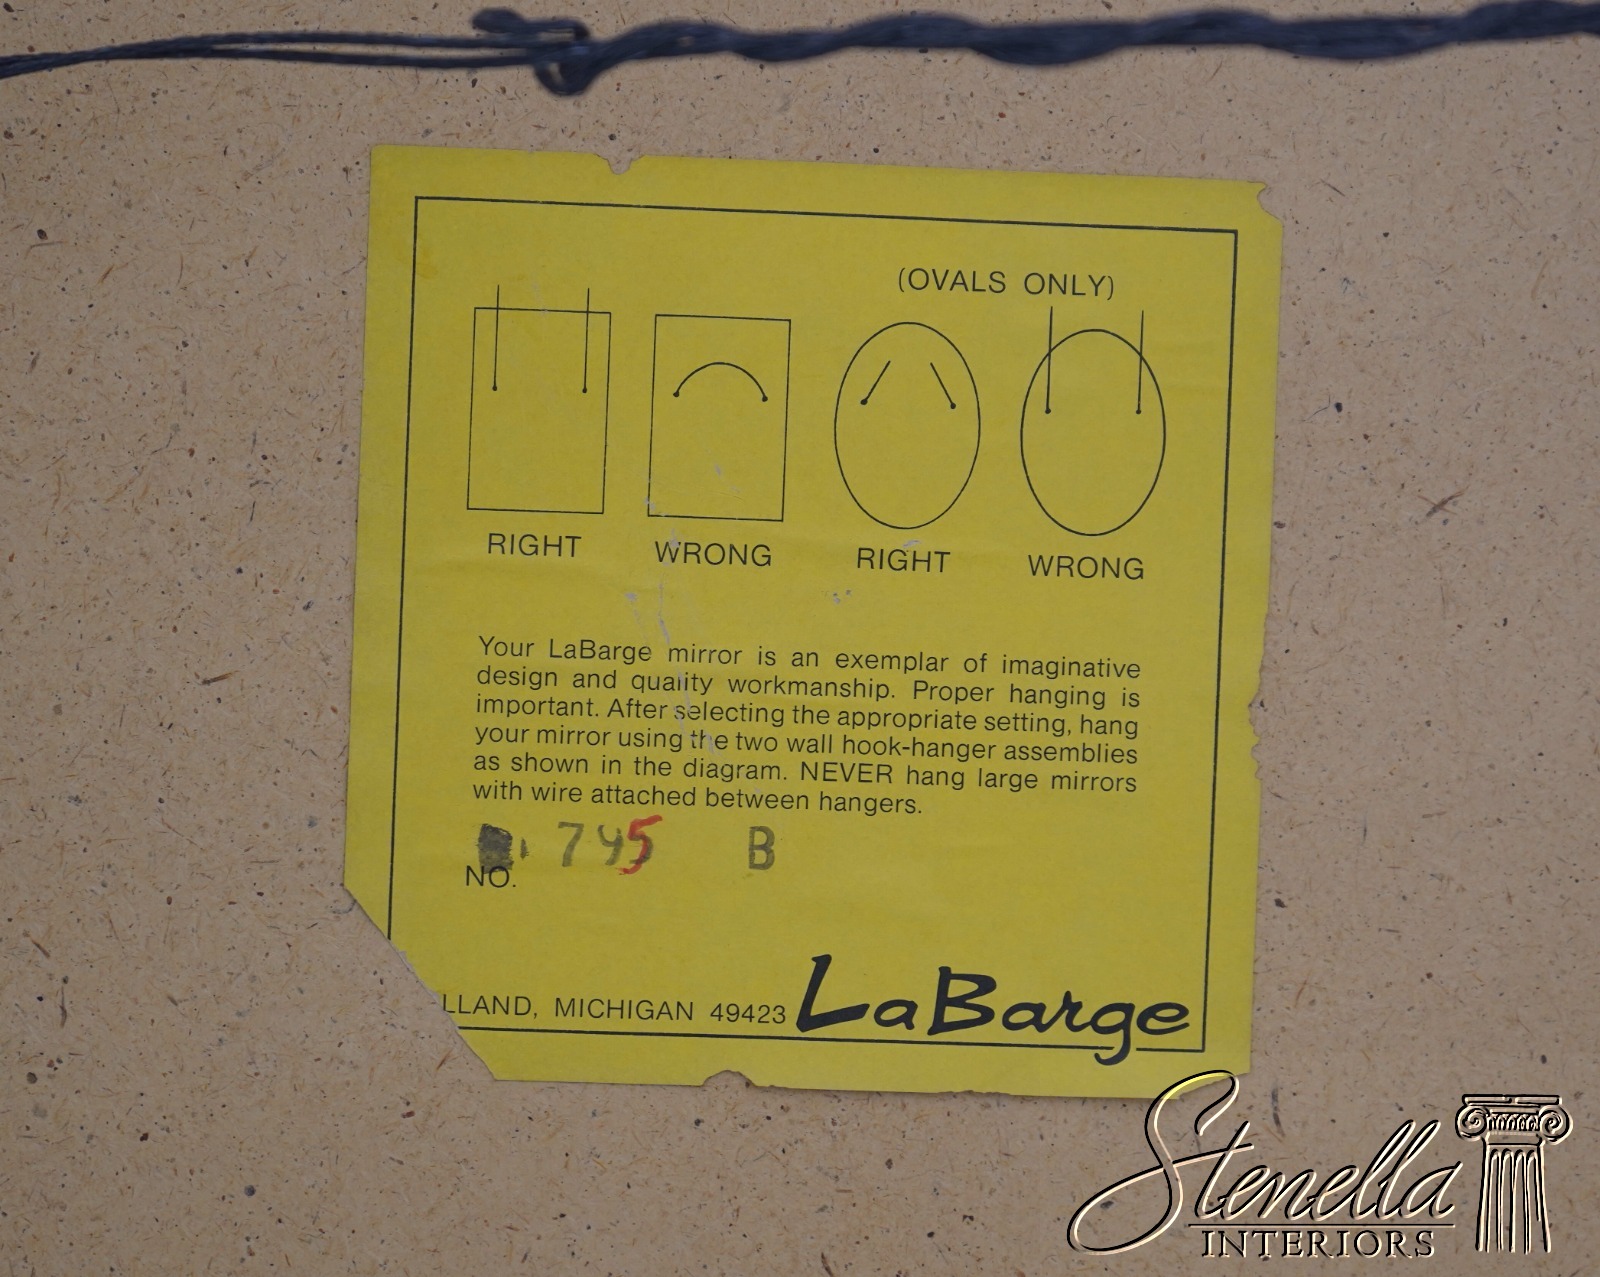 (OVALS ONLY)
RIGHT WRONG RIGHT WRONG
Your LaBarge mirror is an exemplar of imaginative
design and quality workmanship. Proper hanging is
important. After selecting the appropriate setting, hang
your mirror using the two wall hook-hanger assemblies
as shown in the diagram. NEVER hang large mirrors
with wire attached between hangers.
745 B
NO.
LLAND, MICHIGAN 49423 LaBarge
Stenella
INTERIORS